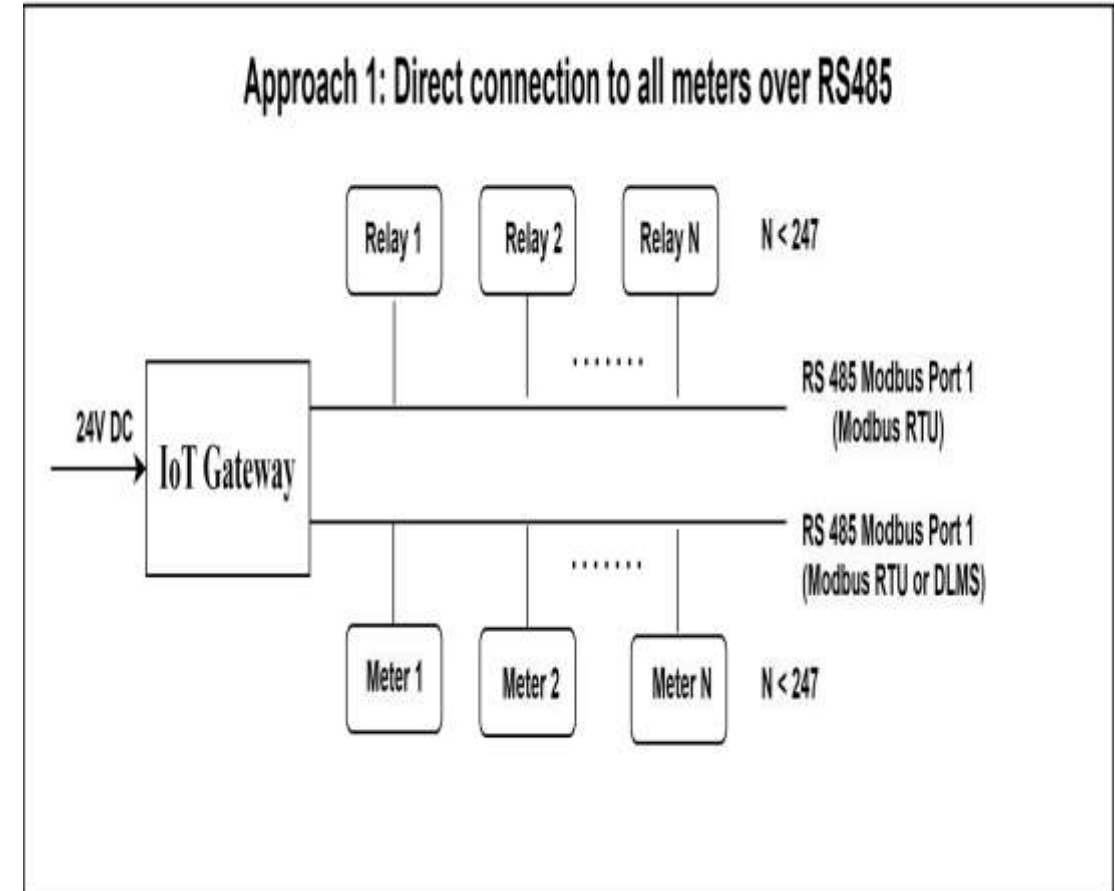 Approach 1: Direct connection to all meters over RS485
Relay 1
Relay 2
Relay N
N < 247
RS 485 Modbus Port 1
(Modbus RTU)
24V DC
IoT Gateway
RS 485 Modbus Port 1
(Modbus RTU or DLMS)
Meter 1
Meter 2
Meter N
N < 247